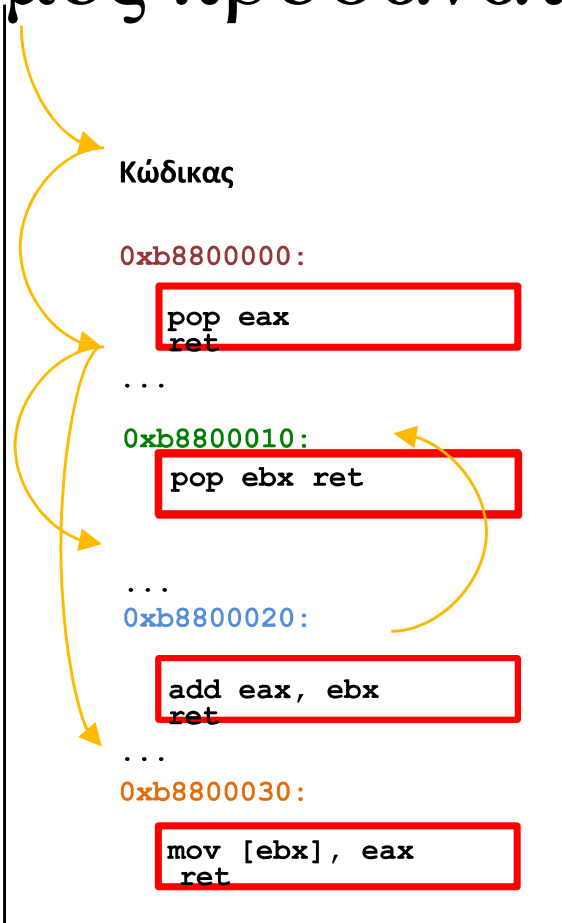 Κώδικας
0xb8800000:
pop eax
ret
...
0xb8800010:
pop ebx ret
...
0xb8800020:
add eax, ebx
ret
...
0xb8800030:
mov [ebx], eax
ret